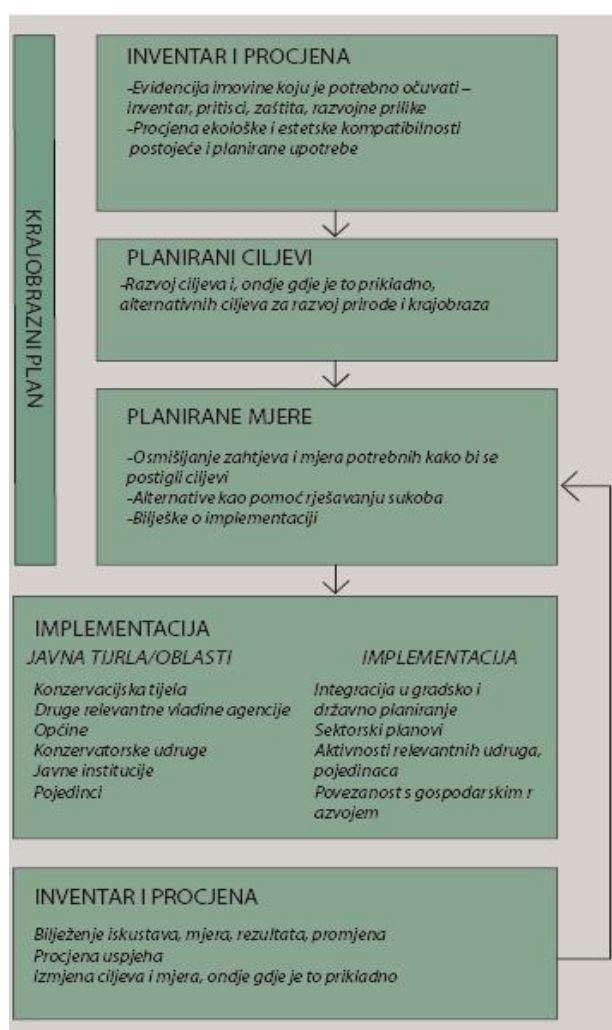 KRAJOBRAZNI PLAN
INVENTAR I PROCJENA
-Evidencija imovine koju je potrebno očuvati –
inventar, pritisci, zaštita, razvojne prilike
-Procjena ekološke i estetske kompatibilnosti
postojeće i planirane upotrebe
PLANIRANI CILJEVI
-Razvoj ciljeva i, ondje gdje je to prikladno,
alternativnih ciljeva za razvoj prirode i krajobraza
PLANIRANE MJERE
-Osmišljanje zahtjeva i mjera potrebnih kako bi se
postigli ciljevi
-Alternative kao pomoć rješavanju sukoba
-Bilješke o implementaciji
IMPLEMENTACIJA
JAVNA TIJRLA/OBLASTI
Konzervacijska tijela
Druge relevantne vladine agencije
Općine
Konzervatorske udruge
Javne institucije
Pojedinci
IMPLEMENTACIJA
Integracija u gradsko i
državno planiranje
Sektorski planovi
Aktivnosti relevantnih udruga,
pojedinaca
Povezanost s gospodarskim r
azvojem
INVENTAR I PROCJENA
Bilježenje iskustava, mjera, rezultata, promjena
Procjena uspjeha
Izmjena ciljeva i mjera, ondje gdje je to prikladno